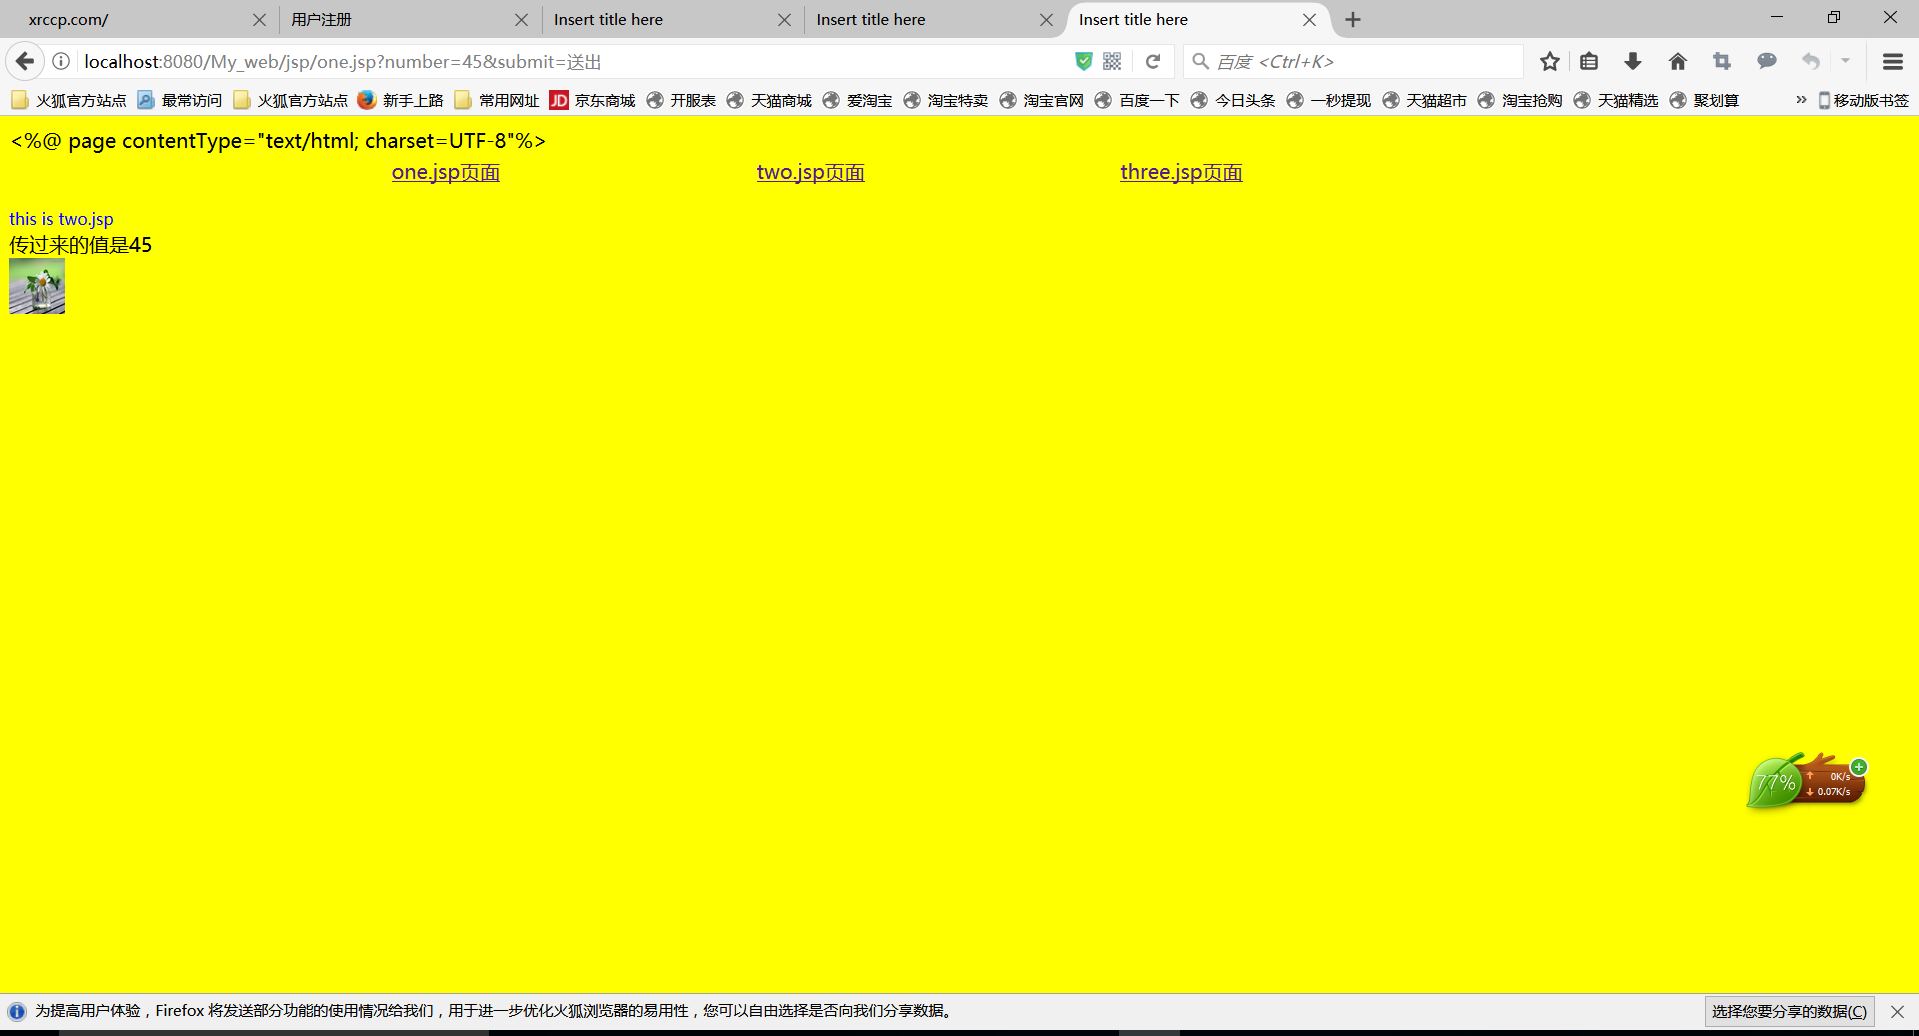 xrccp.com/ 用户注册 Insert title here Insert title here Insert title here
localhost:8080/My_web/jsp/one.jsp?number=45&submit=送出 百度 <Ctrl+K>
火狐官方站点 最常访问 火狐官方站点 新手上路 常用网址 JD 京东商城 开服表 天猫商城 爱淘宝 淘宝特卖 淘宝官网 百度一下 今日头条 一秒提现 天猫超市 淘宝抢购 天猫精选 聚划算 » 移动版书签
<%@ page contentType="text/html; charset=UTF-8"%>
one.jsp页面 two.jsp页面 three.jsp页面
this is two.jsp
传过来的值是45
77% 0K/s
0.07K/s
为提高用户体验，Firefox 将发送部分功能的使用情况给我们，用于进一步优化火狐浏览器的易用性，您可以自由选择是否向我们分享数据。 选择您要分享的数据(C)